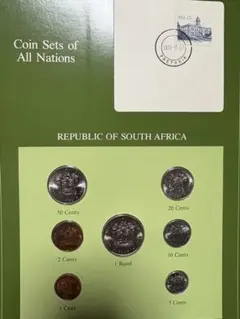 Coin Sets of
All Nations
PRETORIA
REPUBLIC OF SOUTH AFRICA
50 Cents
20 Cents
2 Cents
1 Rand
10 Cents
1 Cent
5 Cents